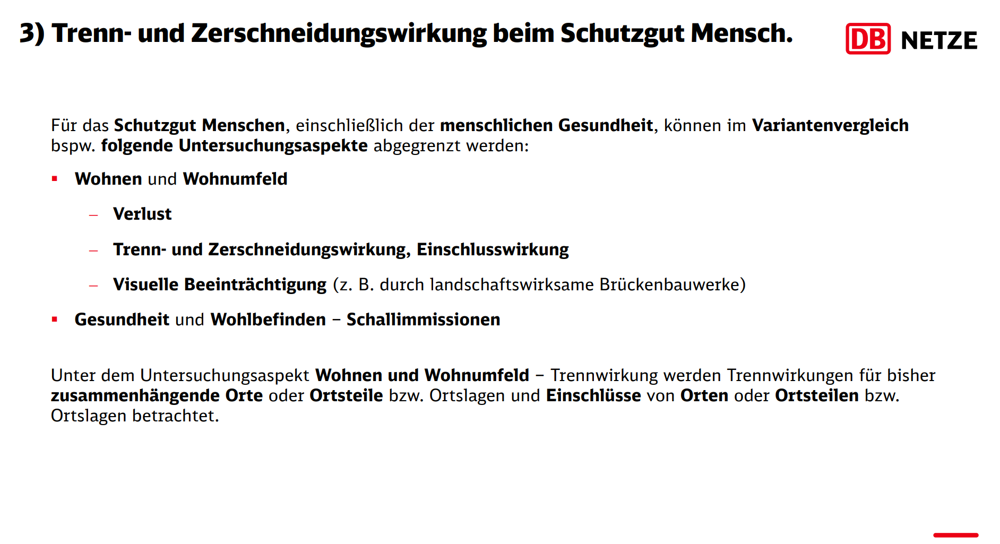 3) Trenn- und Zerschneidungswirkung beim Schutzgut Mensch.
DB NETZE
Für das Schutzgut Menschen, einschließlich der menschlichen Gesundheit, können im Variantenvergleich
bspw. folgende Untersuchungsaspekte abgegrenzt werden:
▪ Wohnen und Wohnumfeld
– Verlust
– Trenn- und Zerschneidungswirkung, Einschlusswirkung
– Visuelle Beeinträchtigung (z. B. durch landschaftswirksame Brückenbauwerke)
▪ Gesundheit und Wohlbefinden – Schallimmissionen
Unter dem Untersuchungsaspekt Wohnen und Wohnumfeld – Trennwirkung werden Trennwirkungen für bisher
zusammenhängende Orte oder Ortsteile bzw. Ortslagen und Einschlüsse von Orten oder Ortsteilen bzw.
Ortslagen betrachtet.